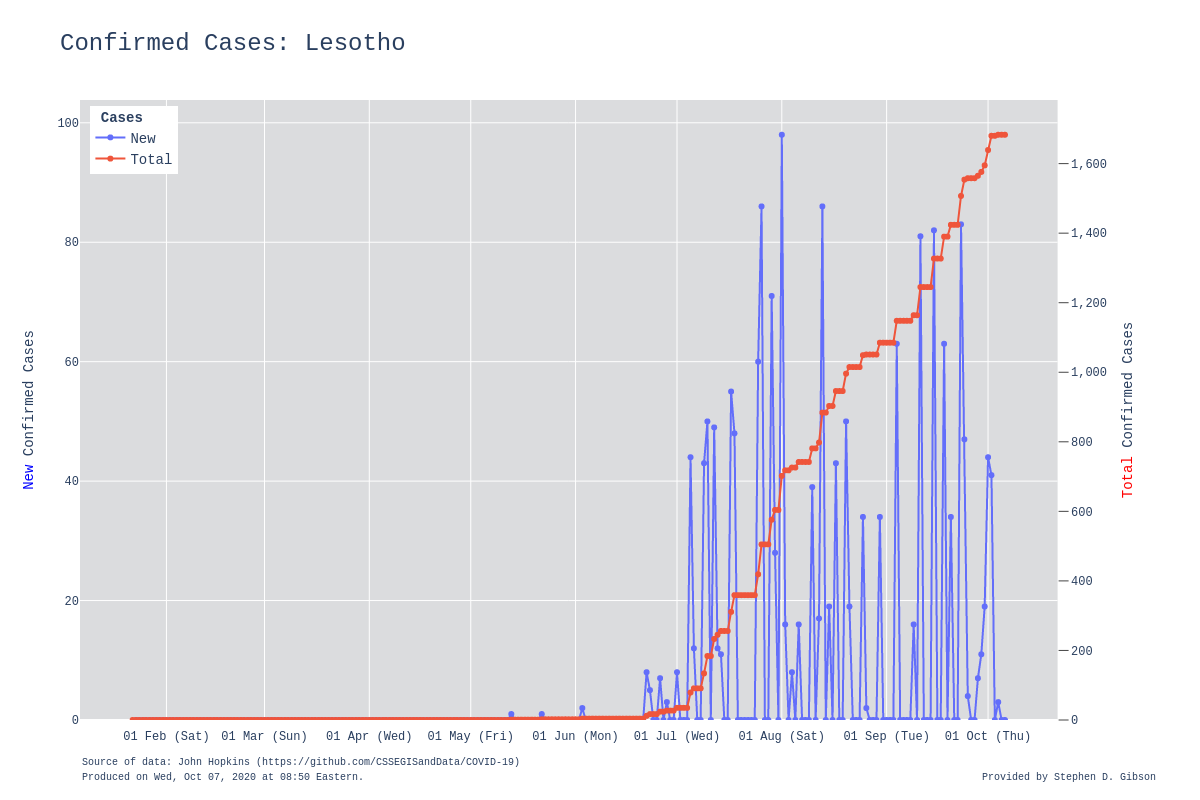 Confirmed Cases: Lesotho
Cases
New
Total
100
80
60
40
20
0
New Confirmed Cases
1,600
1,400
1,200
1,000
800
600
400
200
0
Total Confirmed Cases
01 Feb (Sat) 01 Mar (Sun) 01 Apr (Wed) 01 May (Fri) 01 Jun (Mon) 01 Jul (Wed) 01 Aug (Sat) 01 Sep (Tue) 01 Oct (Thu)
Source of data: John Hopkins (https://github.com/CSSEGISandData/COVID-19)
Produced on Wed, Oct 07, 2020 at 08:50 Eastern.
Provided by Stephen D. Gibson